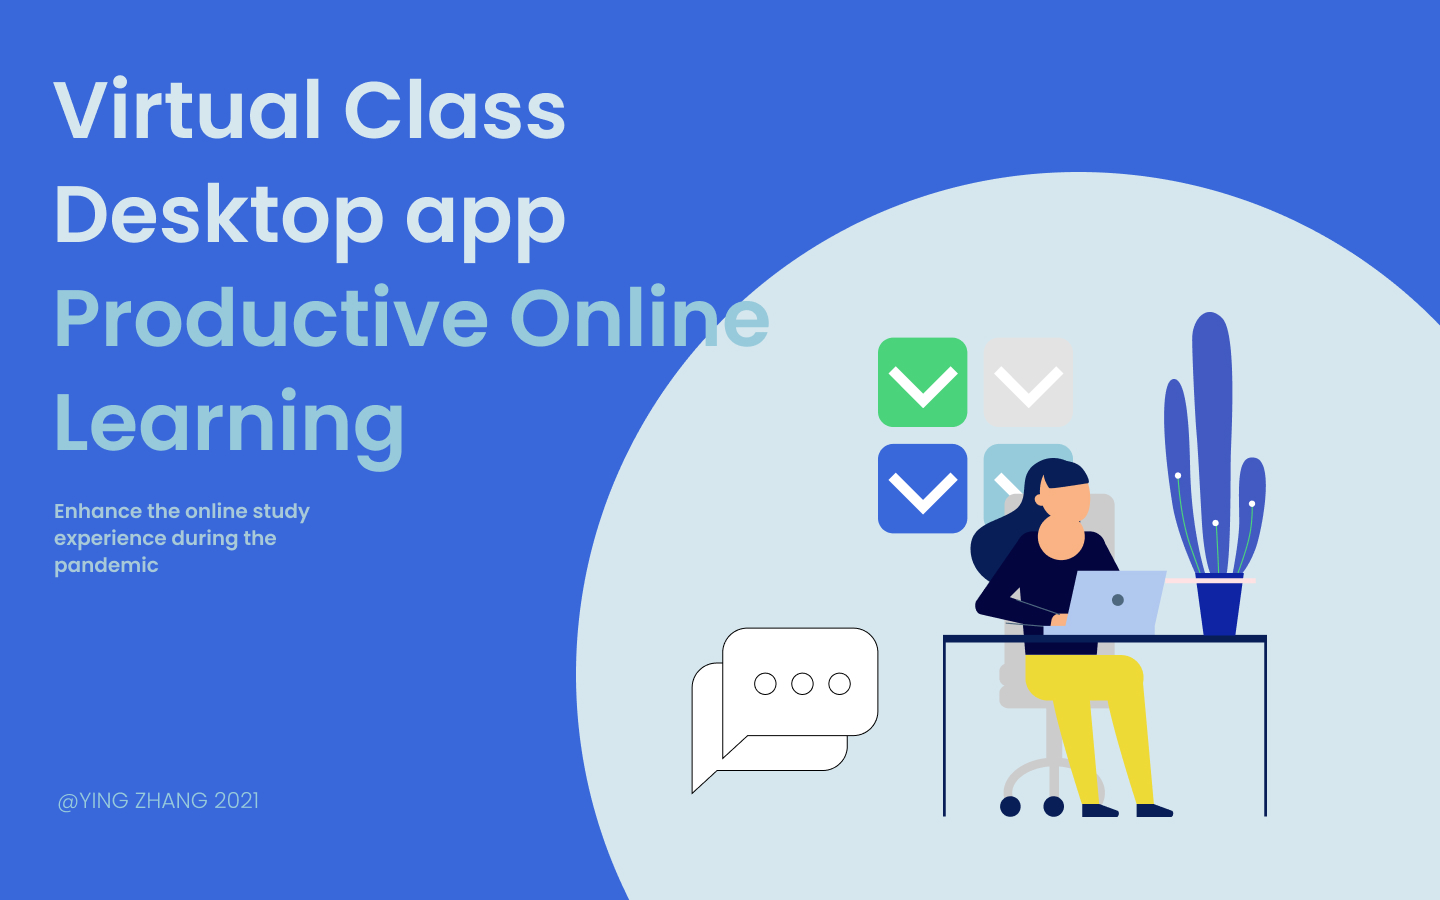 Virtual Class
Desktop app
Productive Online
Learning
Enhance the online study
experience during the
pandemic
@YING ZHANG 2021